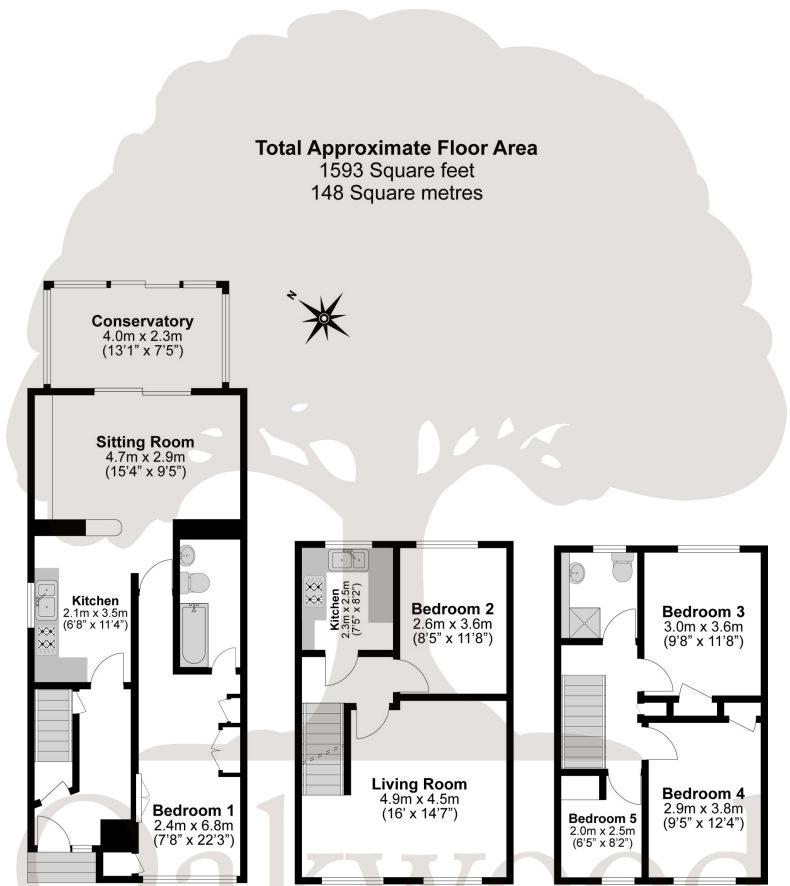 Total Approximate Floor Area
1593 Square feet
148 Square metres
N
Conservatory
4.0m x 2.3m
(13'1" x 7'5")
Sitting Room
4.7m x 2.9m
(15'4" x 9'5")
Kitchen
2.1m x 3.5m
(6'8" x 11'4")
Bedroom 1
2.4m x 6.8m
(7'8" x 22'3")
Kitchen
2.3m x 2.5m
(7'5" x 8'2")
Bedroom 2
2.6m x 3.6m
(8'5" x 11'8")
Living Room
4.9m x 4.5m
(16' x 14'7")
Bedroom 3
3.0m x 3.6m
(9'8" x 11'8")
Bedroom 4
2.9m x 3.8m
(9'5" x 12'4")
Bedroom 5
2.0m x 2.5m
(6'5" x 8'2")
Oakwood